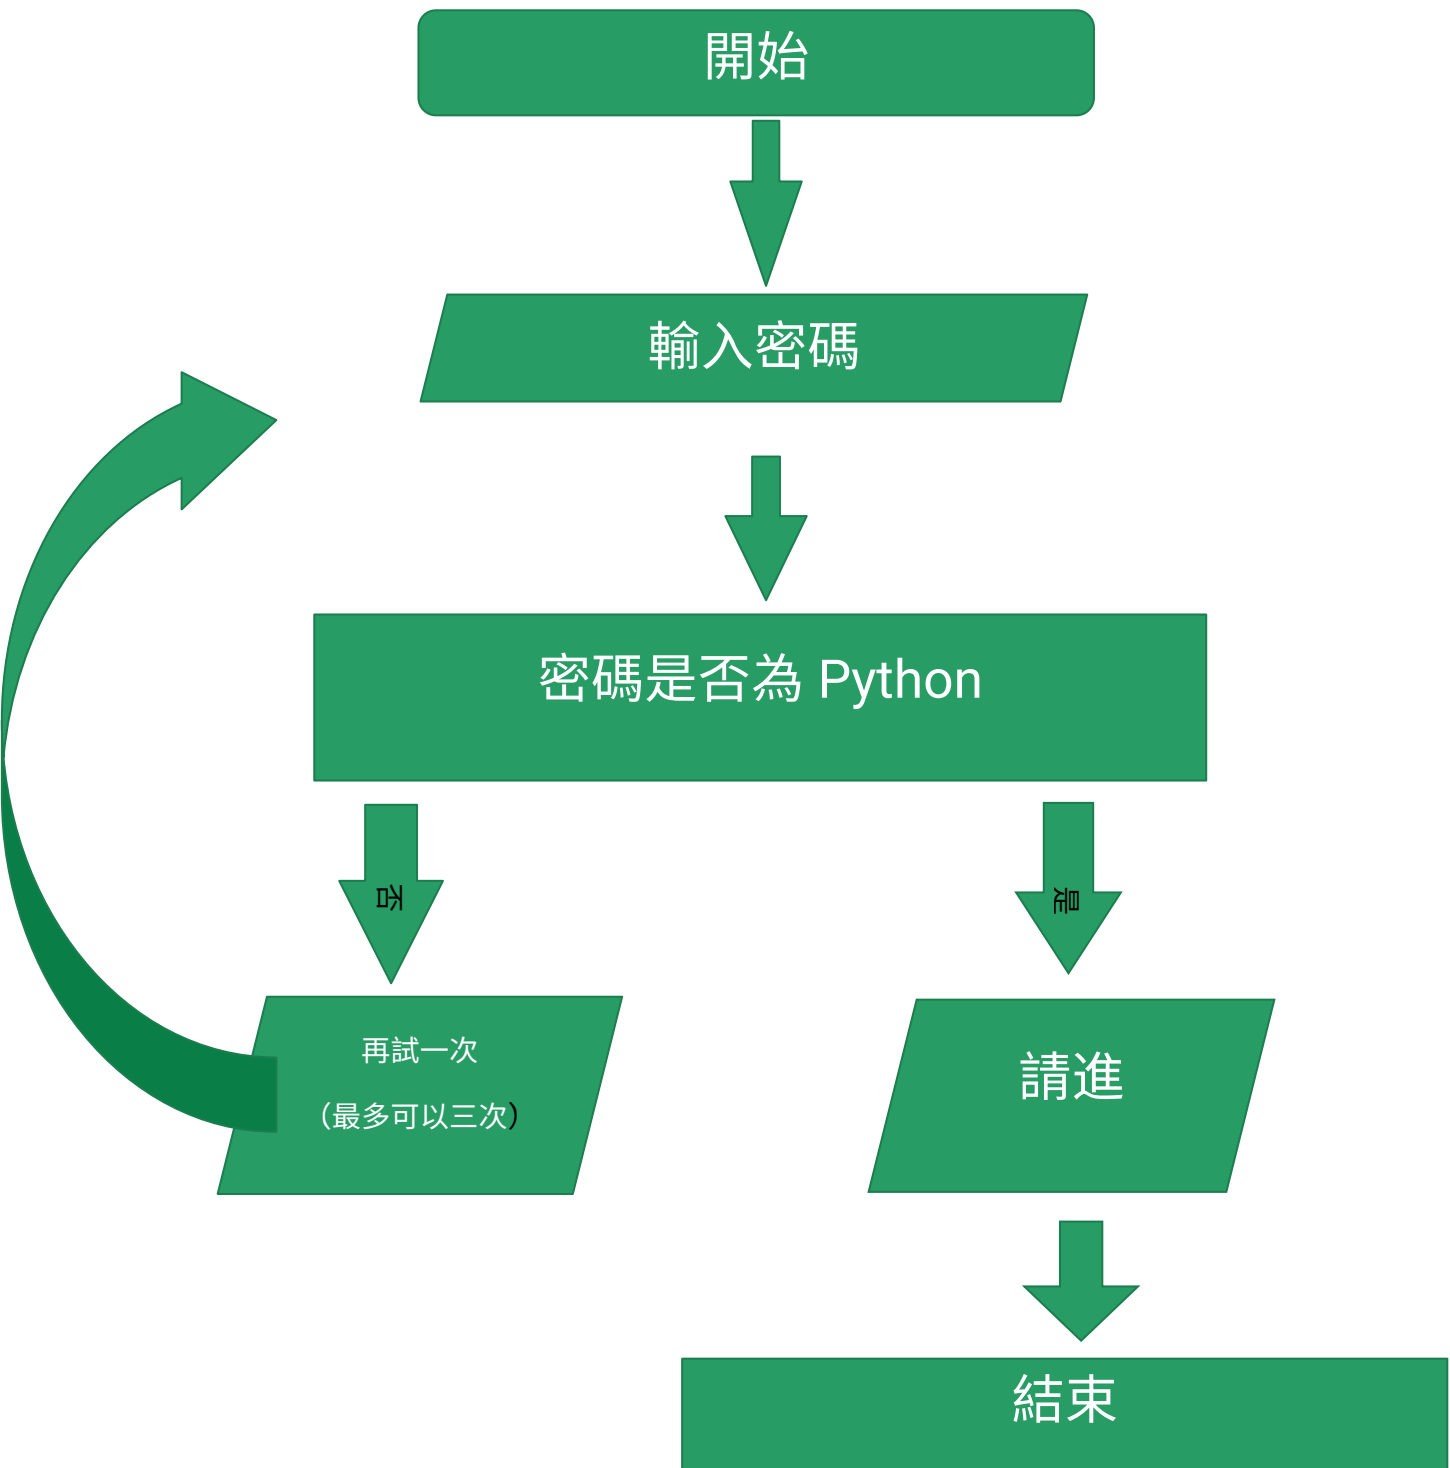 開始
輸入密碼
密碼是否為 Python
否
是
再試一次
（最多可以三次）
請進
結束